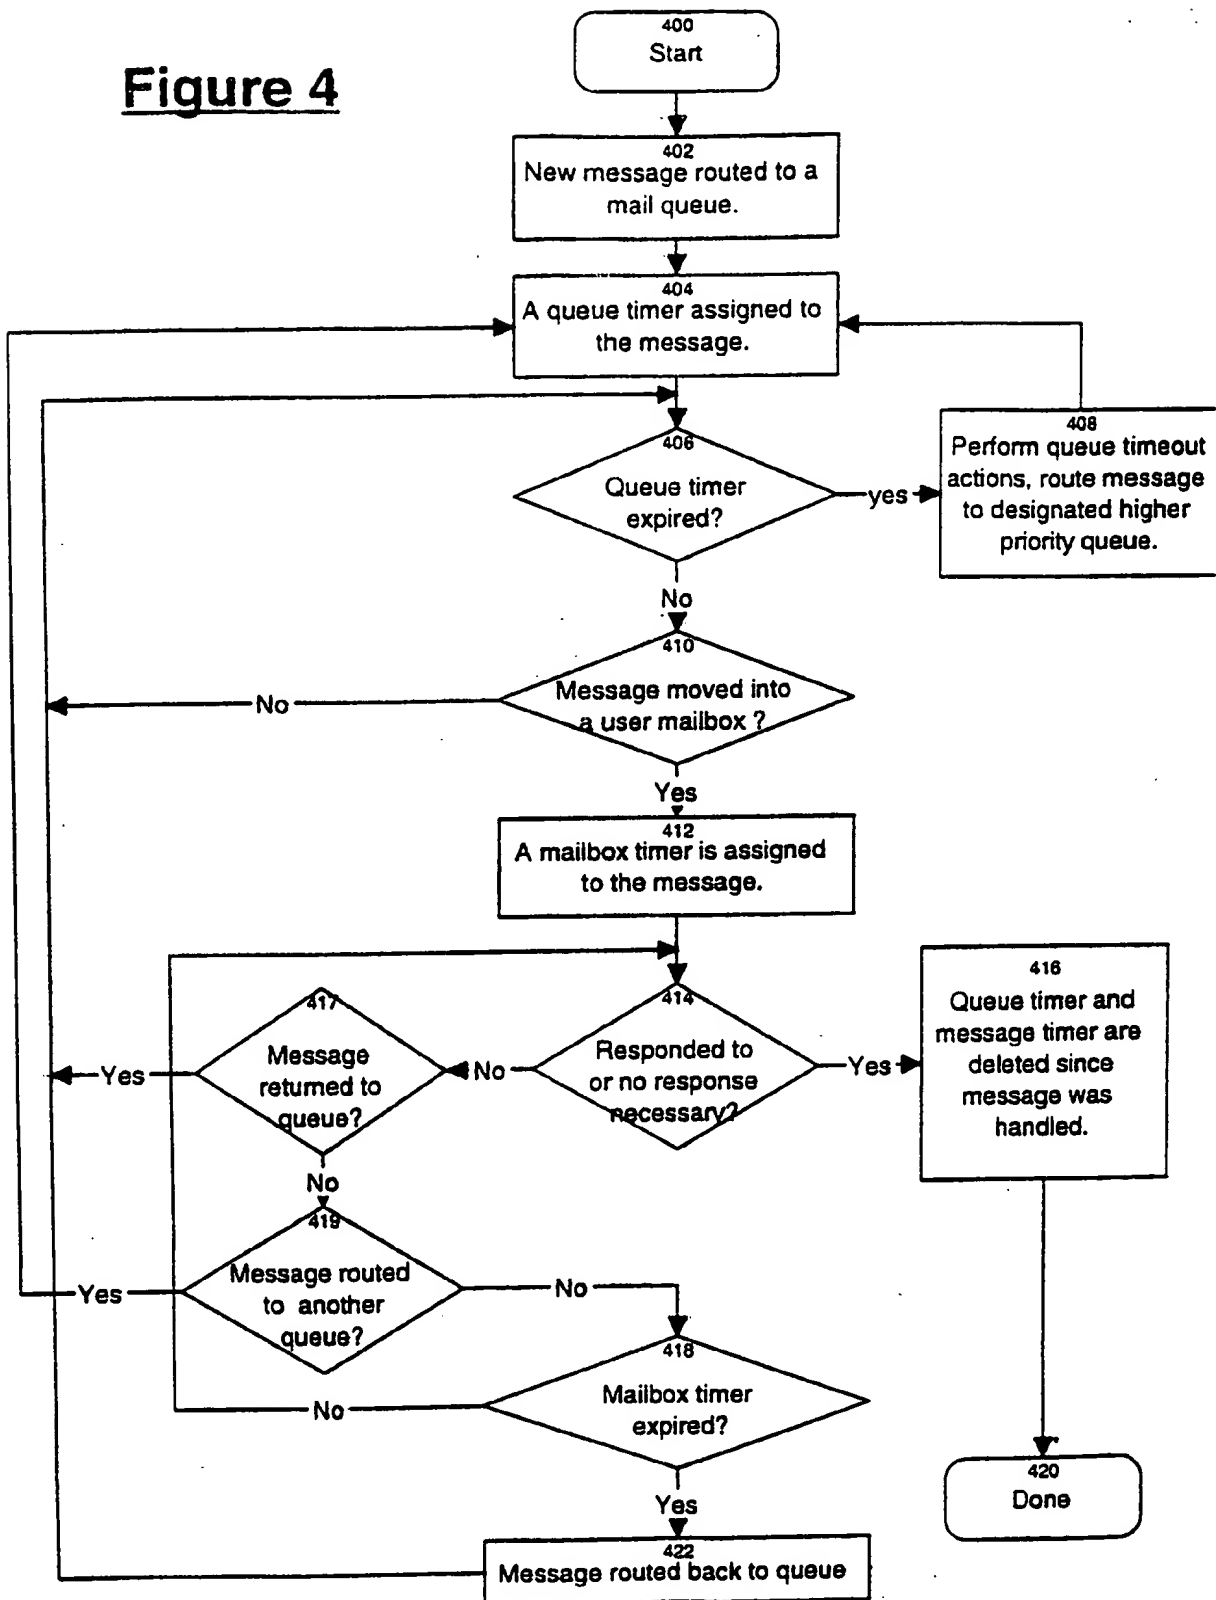 Figure 4
400
Start
402
New message routed to a
mail queue.
404
A queue timer assigned to
the message.
406
Queue timer
expired?
yes
408
Perform queue timeout
actions, route message
to designated higher
priority queue.
No
410
Message moved into
a user mailbox ?
No
Yes
412
A mailbox timer is assigned
to the message.
414
Responded to
or no response
necessary?
Yes
416
Queue timer and
message timer are
deleted since
message was
handled.
No
417
Message
returned to
queue?
Yes
No
419
Message routed
to another
queue?
Yes
No
418
Mailbox timer
expired?
No
Yes
420
Done
422
Message routed back to queue